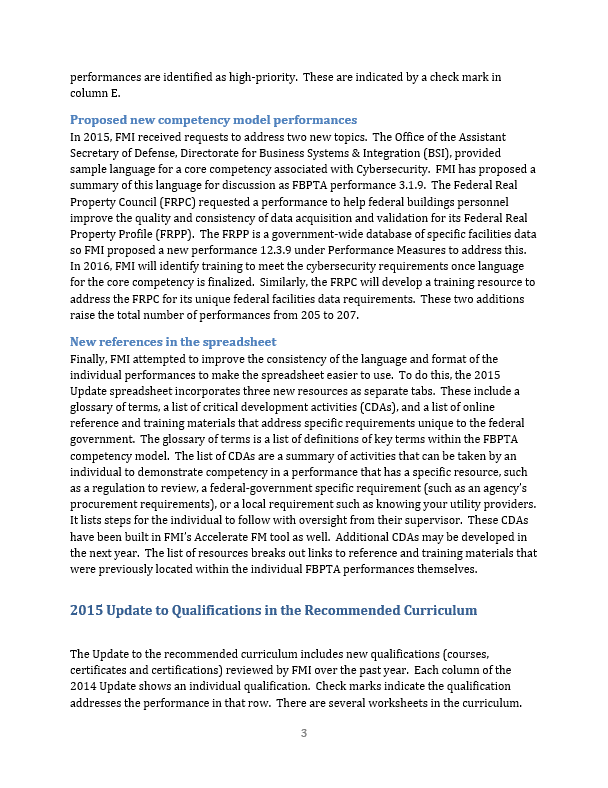 performances are identified as high-priority.  These are indicated by a check mark in
column E.
Proposed new competency model performances
In 2015, FMI received requests to address two new topics.  The Office of the Assistant
Secretary of Defense, Directorate for Business Systems & Integration (BSI), provided
sample language for a core competency associated with Cybersecurity.  FMI has proposed a
summary of this language for discussion as FBPTA performance 3.1.9.  The Federal Real
Property Council (FRPC) requested a performance to help federal buildings personnel
improve the quality and consistency of data acquisition and validation for its Federal Real
Property Profile (FRPP).  The FRPP is a government-wide database of specific facilities data
so FMI proposed a new performance 12.3.9 under Performance Measures to address this.
In 2016, FMI will identify training to meet the cybersecurity requirements once language
for the core competency is finalized.  Similarly, the FRPC will develop a training resource to
address the FRPC for its unique federal facilities data requirements.  These two additions
raise the total number of performances from 205 to 207.
New references in the spreadsheet
Finally, FMI attempted to improve the consistency of the language and format of the
individual performances to make the spreadsheet easier to use.  To do this, the 2015
Update spreadsheet incorporates three new resources as separate tabs.  These include a
glossary of terms, a list of critical development activities (CDAs), and a list of online
reference and training materials that address specific requirements unique to the federal
government.  The glossary of terms is a list of definitions of key terms within the FBPTA
competency model.  The list of CDAs are a summary of activities that can be taken by an
individual to demonstrate competency in a performance that has a specific resource, such
as a regulation to review, a federal-government specific requirement (such as an agency's
procurement requirements), or a local requirement such as knowing your utility providers.
It lists steps for the individual to follow with oversight from their supervisor.  These CDAs
have been built in FMI's Accelerate FM tool as well.  Additional CDAs may be developed in
the next year.  The list of resources breaks out links to reference and training materials that
were previously located within the individual FBPTA performances themselves.
2015 Update to Qualifications in the Recommended Curriculum
The Update to the recommended curriculum includes new qualifications (courses,
certificates and certifications) reviewed by FMI over the past year.  Each column of the
2014 Update shows an individual qualification.  Check marks indicate the qualification
addresses the performance in that row.  There are several worksheets in the curriculum.
3